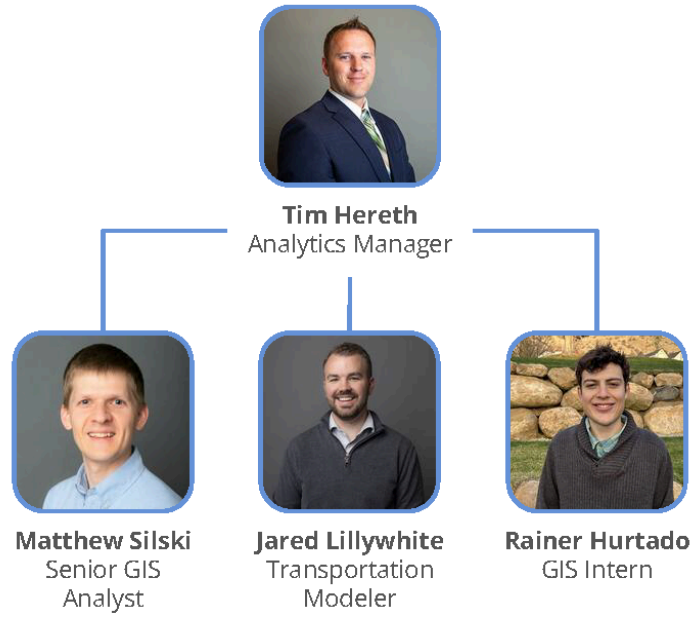 Tim Hereth
Analytics Manager
Matthew Silski
Senior GIS
Analyst
Jared Lillywhite
Transportation
Modeler
Rainer Hurtado
GIS Intern